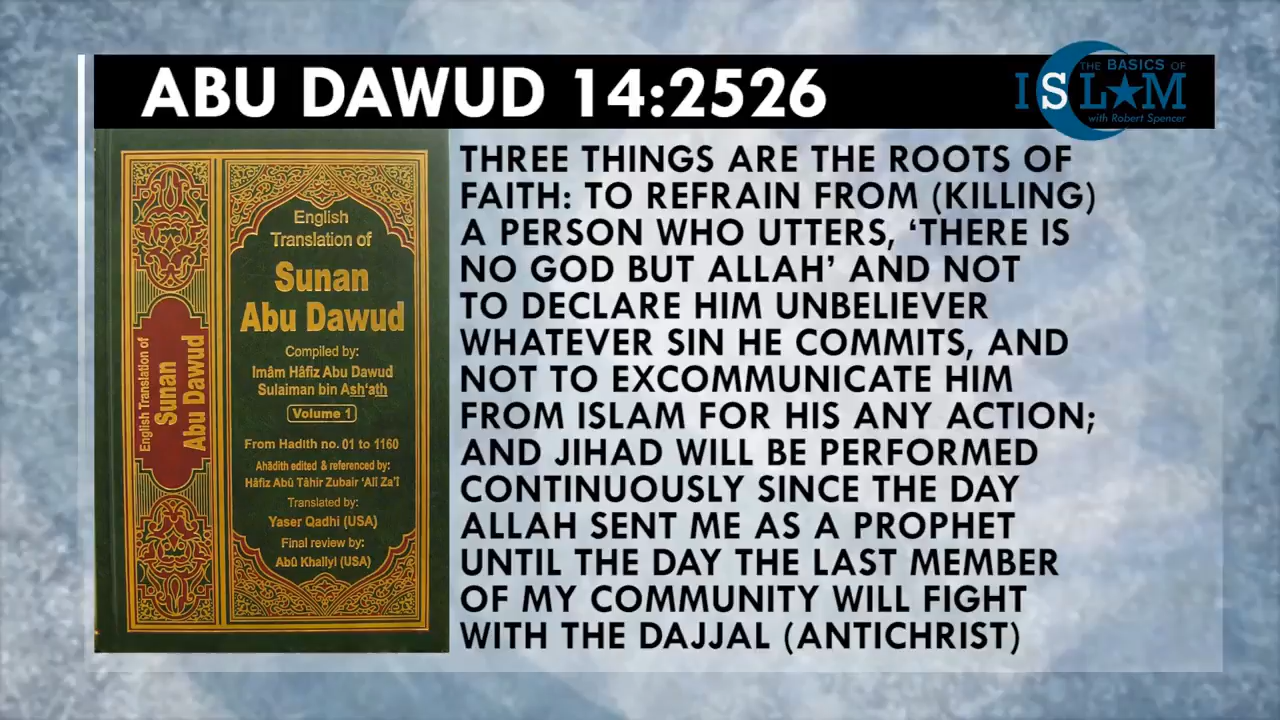 ABU DAWUD 14:2526
THE BASICS OF
ISLAM
with Robert Spencer
English
Translation of
Sunan
Abu Dawud
Compiled by:
Imâm Hâfiz Abu Dawud
Sulaiman bin Ash'ath
Volume 1
From Hadith no. 01 to 1160
Ahâdith edited & referenced by:
Hâfiz Abû Tâhir Zubair 'Alî Za'î
Translated by:
Yaser Qadhi (USA)
Final review by:
Abû Khaliyl (USA)
English Translation of
Sunan
Abu Dawud
THREE THINGS ARE THE ROOTS OF
FAITH: TO REFRAIN FROM (KILLING)
A PERSON WHO UTTERS, ‘THERE IS
NO GOD BUT ALLAH’ AND NOT
TO DECLARE HIM UNBELIEVER
WHATEVER SIN HE COMMITS, AND
NOT TO EXCOMMUNICATE HIM
FROM ISLAM FOR HIS ANY ACTION;
AND JIHAD WILL BE PERFORMED
CONTINUOUSLY SINCE THE DAY
ALLAH SENT ME AS A PROPHET
UNTIL THE DAY THE LAST MEMBER
OF MY COMMUNITY WILL FIGHT
WITH THE DAJJAL (ANTICHRIST)